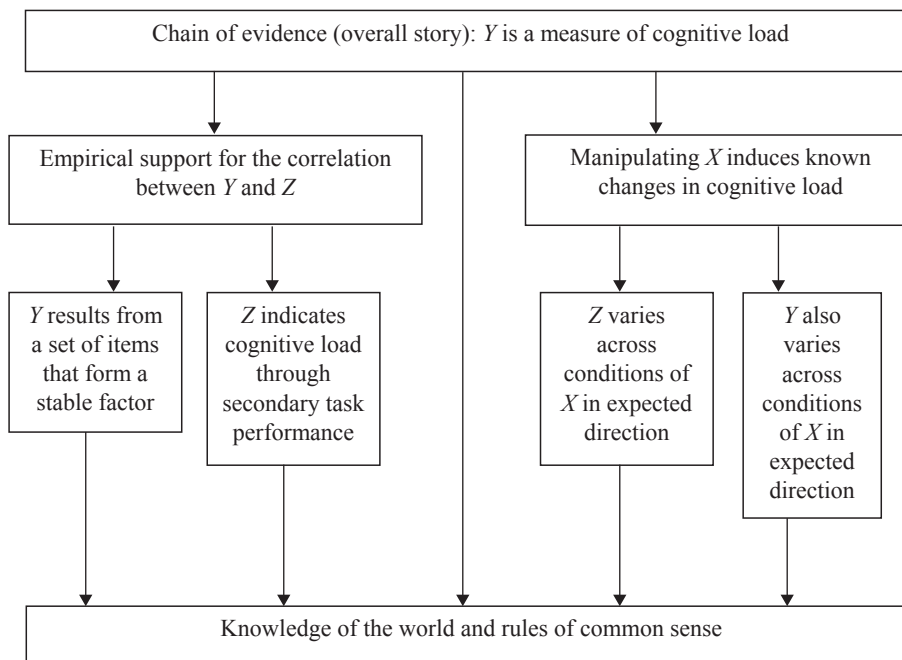 Chain of evidence (overall story): Y is a measure of cognitive load
Empirical support for the correlation
between Y and Z
Manipulating X induces known
changes in cognitive load
Y results from
a set of items
that form a
stable factor
Z indicates
cognitive load
through
secondary task
performance
Z varies
across
conditions of
X in expected
direction
Y also
varies
across
conditions
of X in
expected
direction
Knowledge of the world and rules of common sense